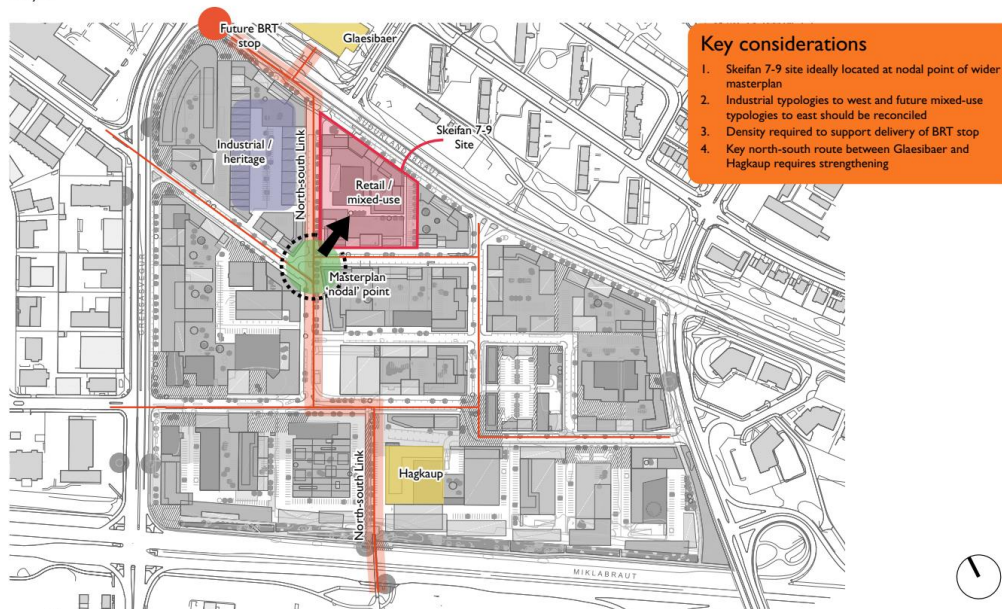 Future BRT
stop
Glaesibaer
Key considerations
1. Skeifan 7-9 site ideally located at nodal point of wider
masterplan
2. Industrial typologies to west and future mixed-use
typologies to east should be reconciled
3. Density required to support delivery of BRT stop
4. Key north-south route between Glaesibaer and
Hagkaup requires strengthening
SUDURLANDSBRAUT
Skeifan 7-9
Site
Industrial /
heritage
North-south Link
Retail /
mixed-use
GRENSASVEGUR
Masterplan
'nodal' point
North-south Link
Hagkaup
MIKLABRAUT